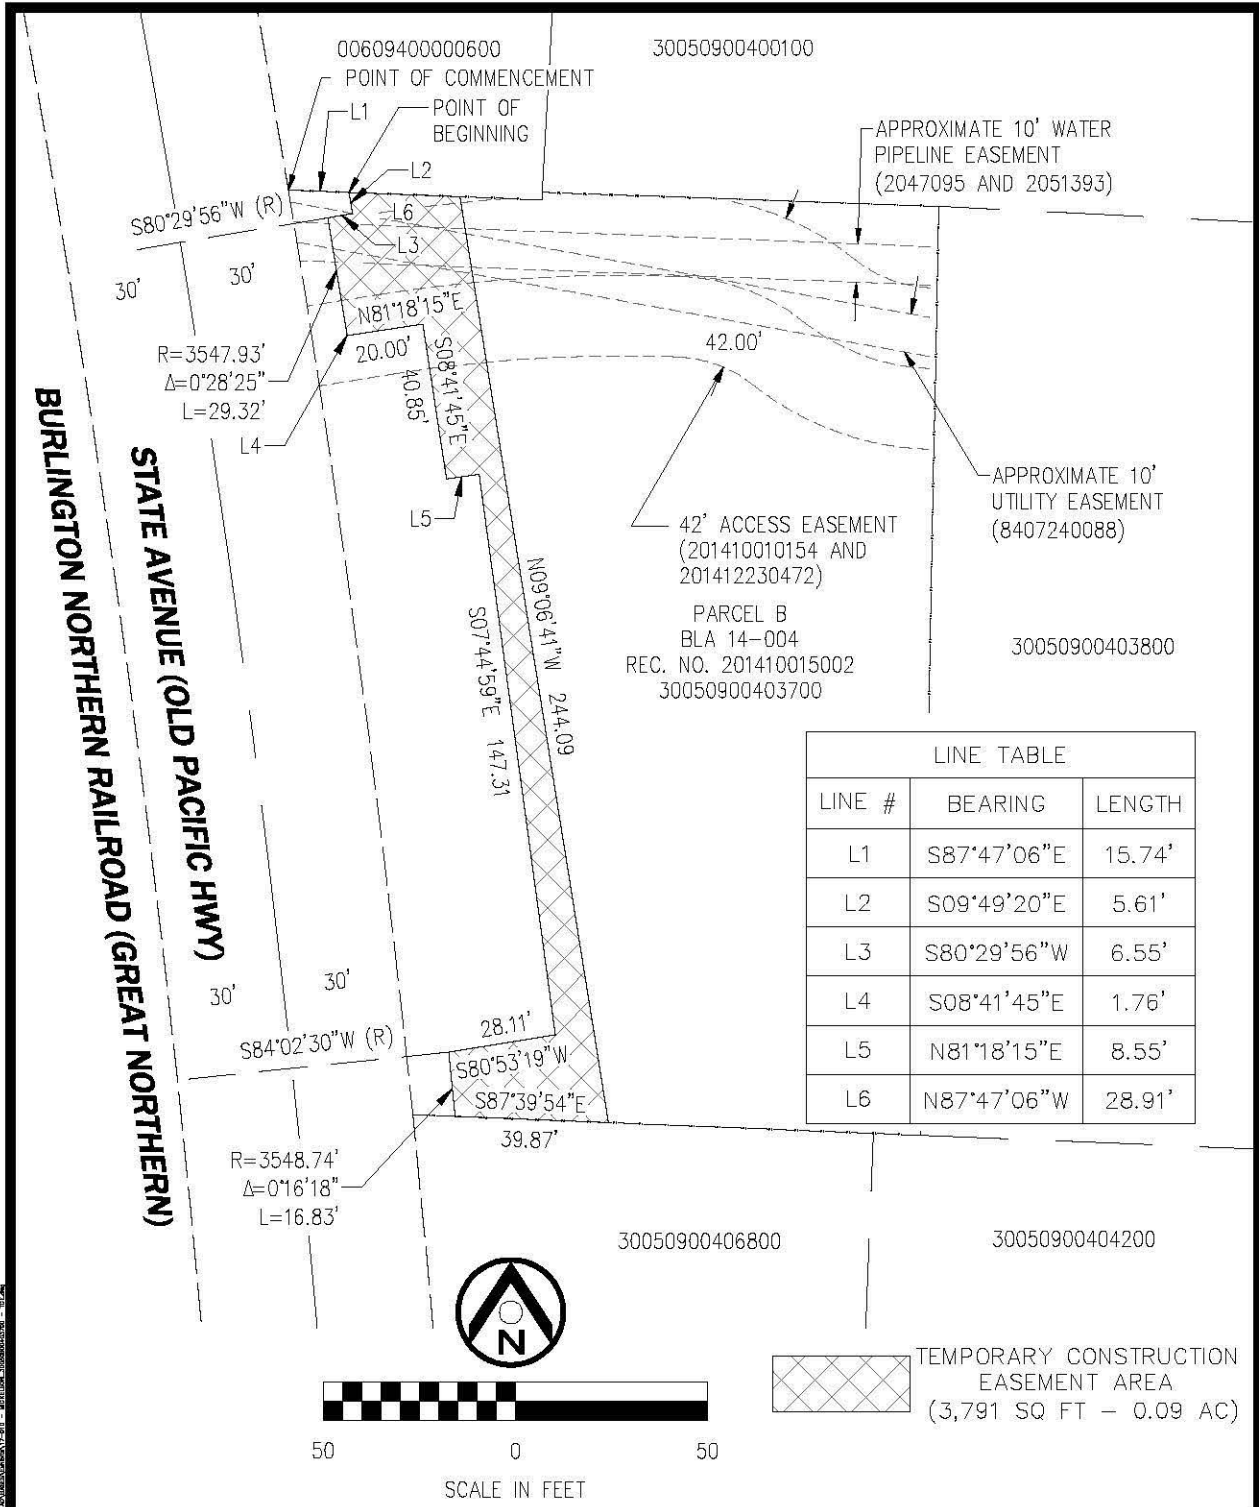 00609400000600
30050900400100
POINT OF COMMENCEMENT
L1
POINT OF
BEGINNING
L2
APPROXIMATE 10' WATER
PIPELINE EASEMENT
(2047095 AND 2051393)
S80°29'56"W (R)
L6
L3
30'
30'
N81°18'15"E
20.00'
S08°41'45"E
40.85'
42.00'
R=3547.93'
Δ=0°28'25"
L=29.32'
L4
L5
APPROXIMATE 10'
UTILITY EASEMENT
(8407240088)
42' ACCESS EASEMENT
(201410010154 AND
201412230472)
PARCEL B
BLA 14-004
REC. NO. 201410015002
30050900403700
30050900403800
BURLINGTON NORTHERN RAILROAD (GREAT NORTHERN)
STATE AVENUE (OLD PACIFIC HWY)
N09°06'41"W 244.09
S07°44'59"E 147.31
LINE TABLE
LINE # BEARING LENGTH
L1 S87°47'06"E 15.74'
L2 S09°49'20"E 5.61'
L3 S80°29'56"W 6.55'
L4 S08°41'45"E 1.76'
L5 N81°18'15"E 8.55'
L6 N87°47'06"W 28.91'
30'
30'
S84°02'30"W (R)
28.11'
S80°53'19"W
S87°39'54"E
39.87'
R=3548.74'
Δ=0°16'18"
L=16.83'
30050900406800
30050900404200
N
TEMPORARY CONSTRUCTION
EASEMENT AREA
(3,791 SQ FT - 0.09 AC)
50 0 50
SCALE IN FEET